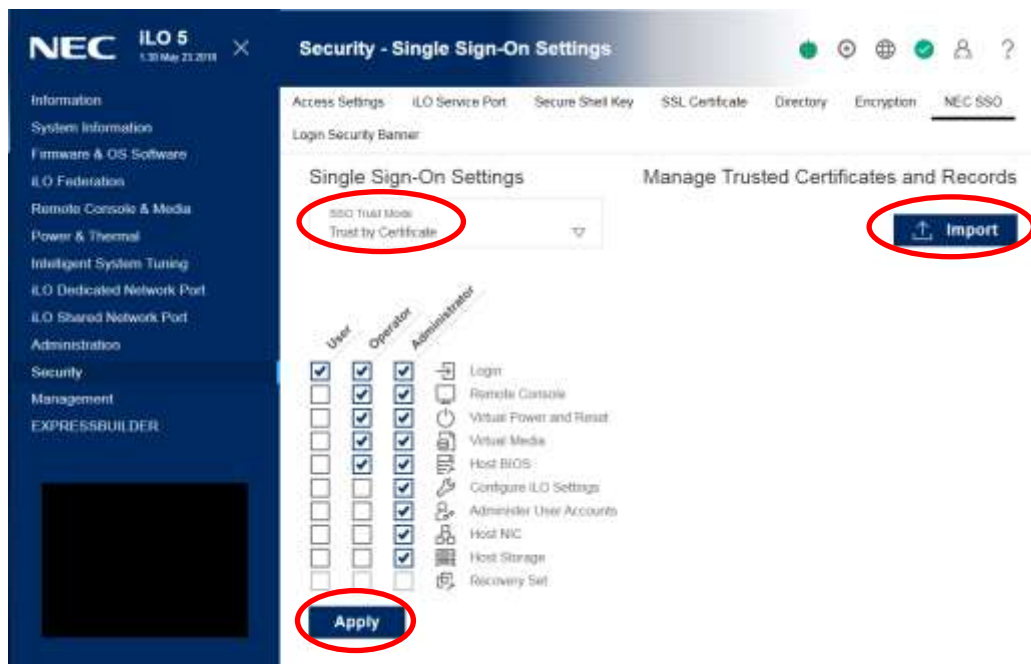 NEC iLO 5
1.30 May 23 2018
Security - Single Sign-On Settings
?
Information
System Information
Firmware & OS Software
iLO Federation
Remote Console & Media
Power & Thermal
Intelligent System Tuning
iLO Dedicated Network Port
iLO Shared Network Port
Administration
Security
Management
EXPRESSBUILDER
Access Settings iLO Service Port Secure Shell Key SSL Certificate Directory Encryption NEC SSO
Login Security Banner
Single Sign-On Settings
Manage Trusted Certificates and Records
SSO Trust Mode
Trust by Certificate
Import
User Operator Administrator
Login
Remote Console
Virtual Power and Reset
Virtual Media
Host BIOS
Configure iLO Settings
Administer User Accounts
Host NIC
Host Storage
Recovery Set
Apply